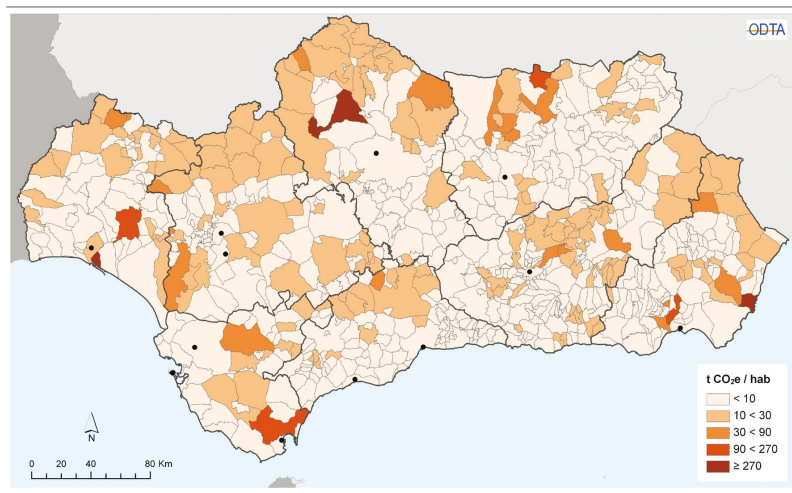 ODTA
t CO₂e / hab
< 10
10 < 30
30 < 90
90 < 270
≥ 270
N
0 20 40 80 Km